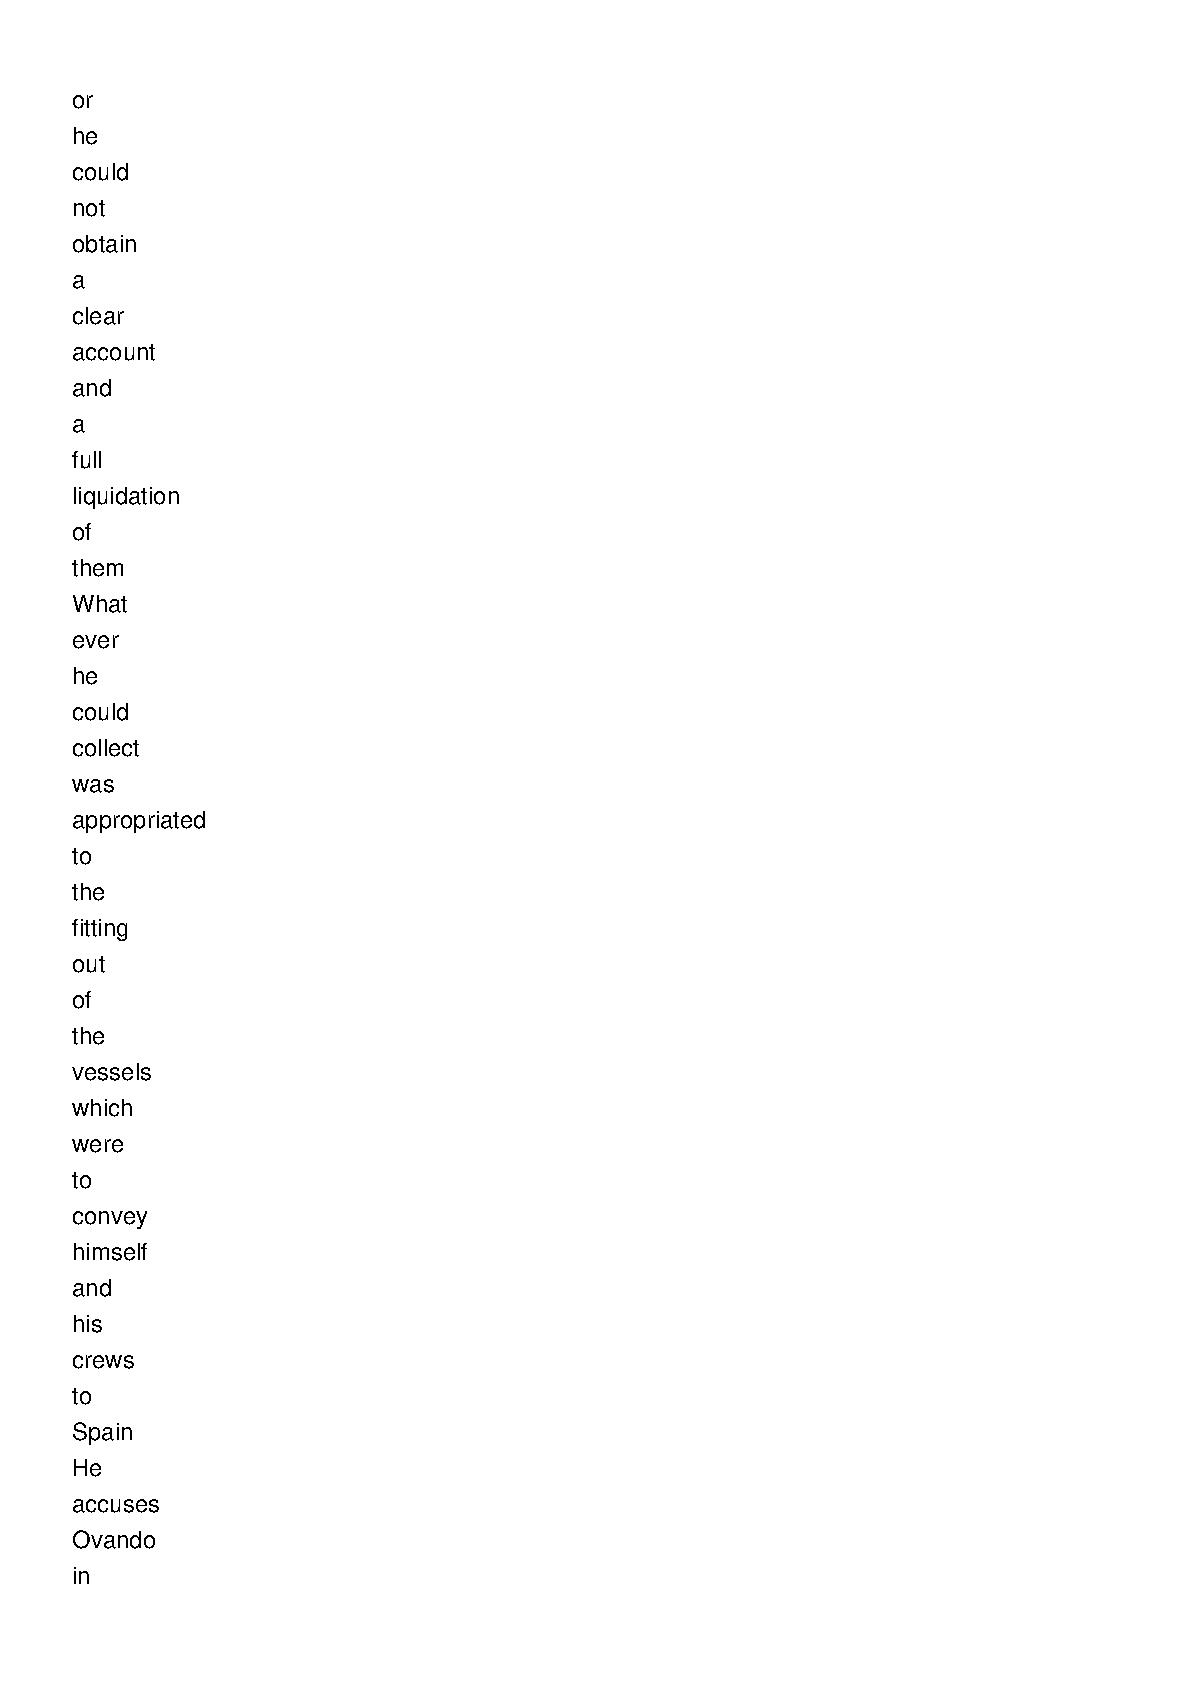 or
he
could
not
obtain
a
clear
account
and
a
full
liquidation
of
them
What
ever
he
could
collect
was
appropriated
to
the
fitting
out
of
the
vessels
which
were
to
convey
himself
and
his
crews
to
Spain
He
accuses
Ovando
in